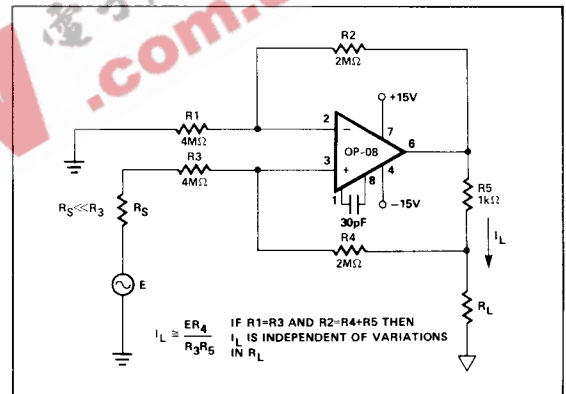 R2
2MΩ
.com.
+15V
R1
4MΩ
2
−
7
OP-08
6
R3
4MΩ
3
+
8
4
1
30pF
−15V
R5
1kΩ
RS≪R3
RS
R4
2MΩ
IL
E
RL
IL ≅ ER4 / R3R5
IF R1=R3 AND R2=R4+R5 THEN
IL IS INDEPENDENT OF VARIATIONS
IN RL